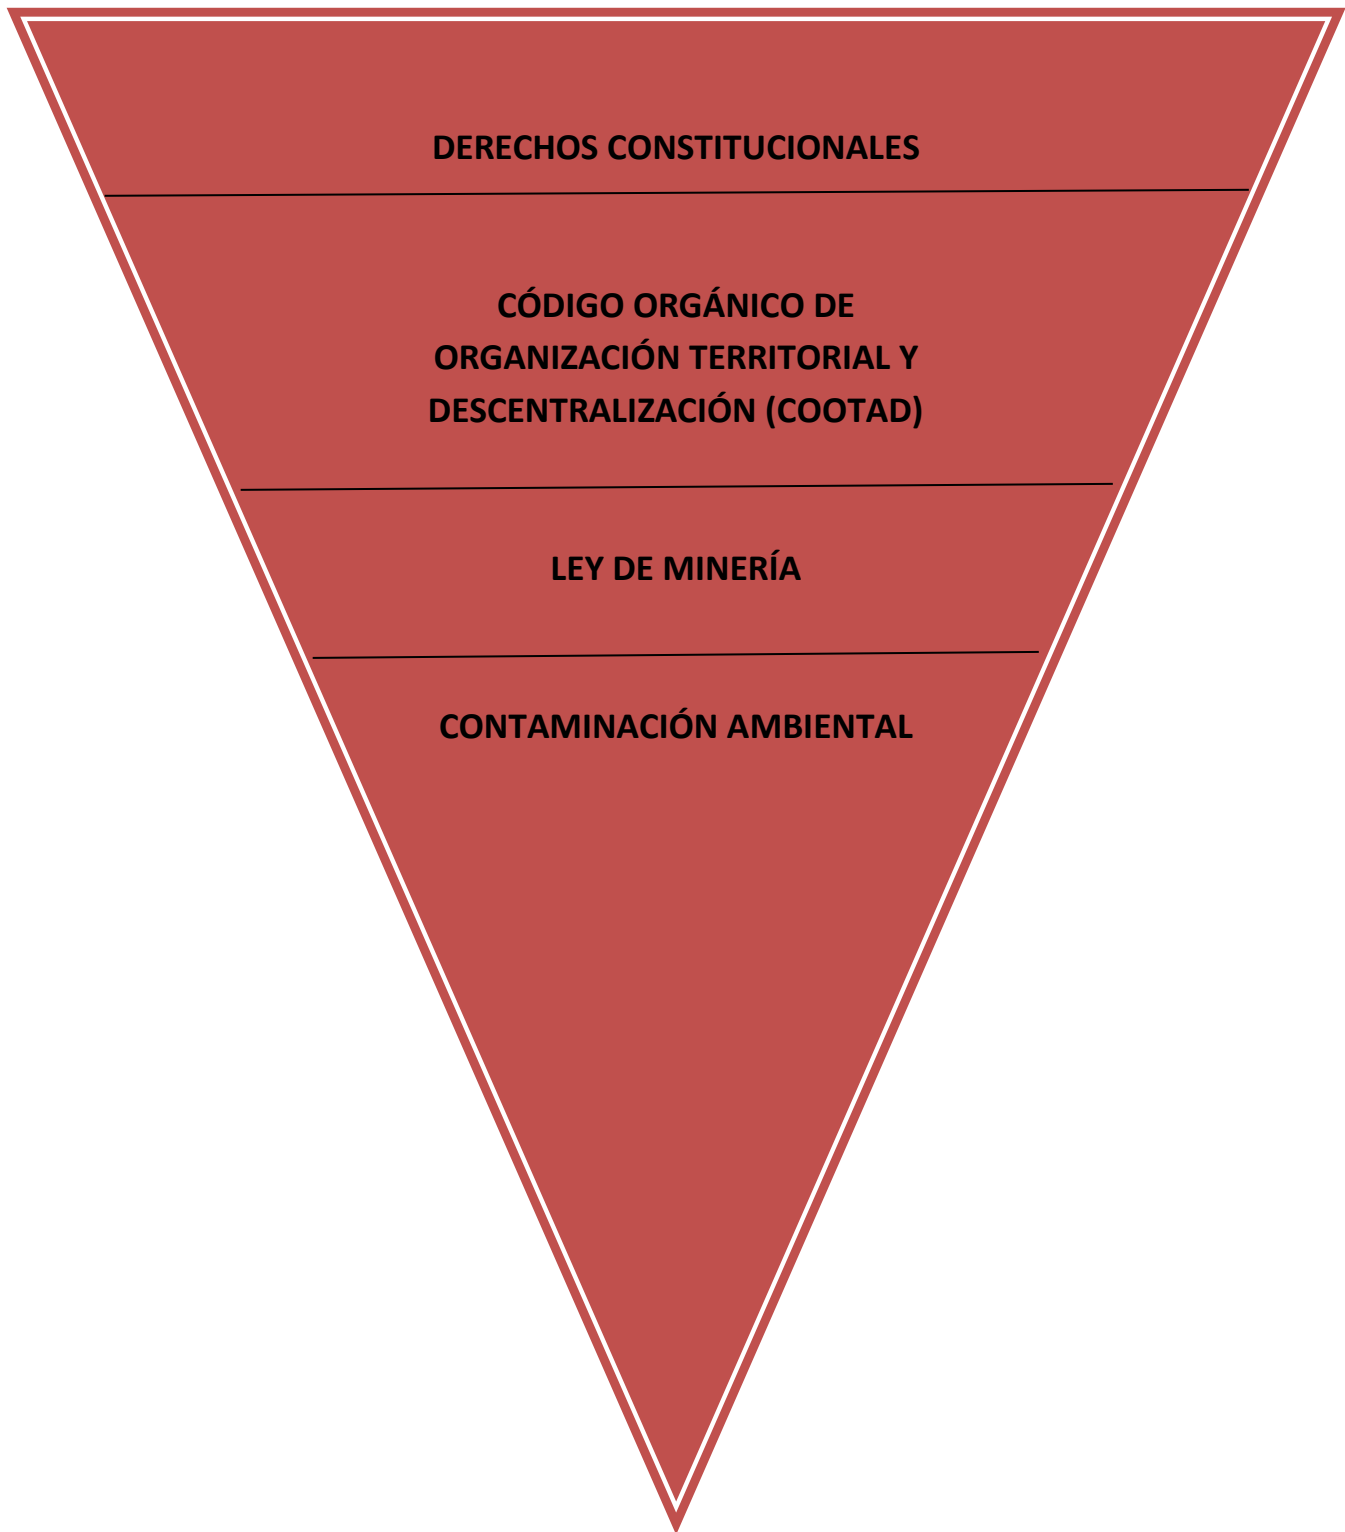 DERECHOS CONSTITUCIONALES
CÓDIGO ORGÁNICO DE
ORGANIZACIÓN TERRITORIAL Y
DESCENTRALIZACIÓN (COOTAD)
LEY DE MINERÍA
CONTAMINACIÓN AMBIENTAL